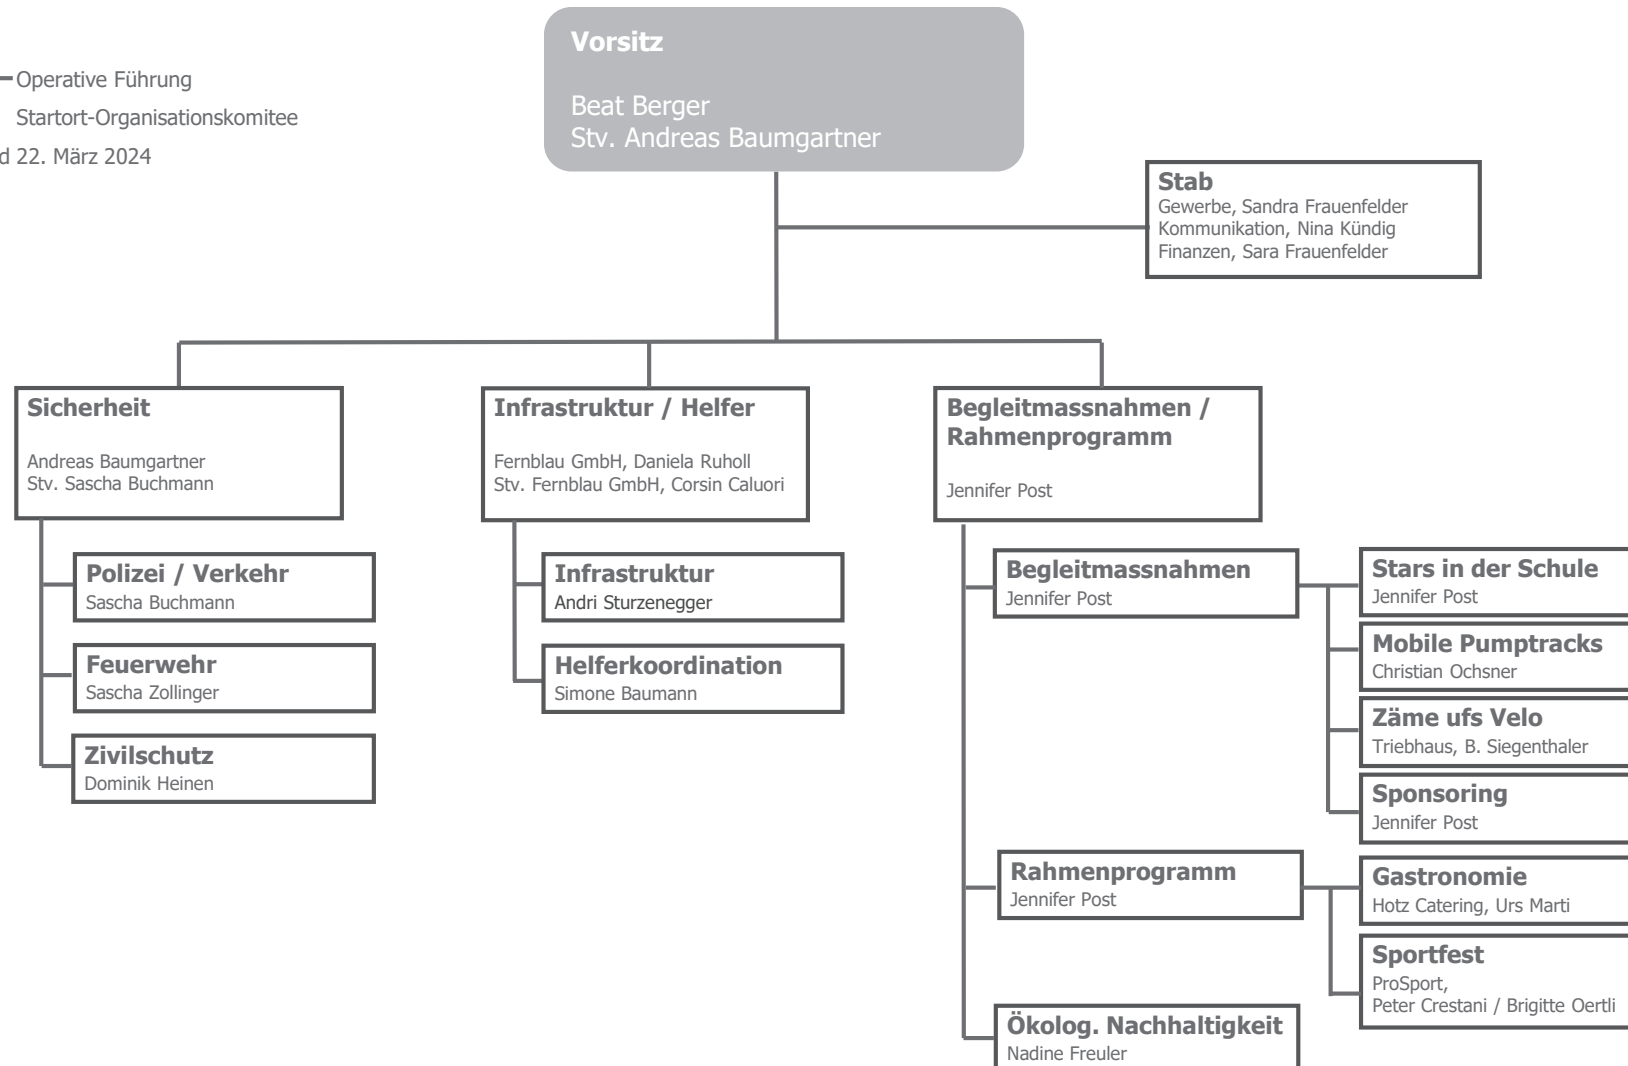 Operative Führung
Startort-Organisationskomitee
d 22. März 2024
Vorsitz
Beat Berger
Stv. Andreas Baumgartner
Stab
Gewerbe, Sandra Frauenfelder
Kommunikation, Nina Kündig
Finanzen, Sara Frauenfelder
Sicherheit
Andreas Baumgartner
Stv. Sascha Buchmann
Polizei / Verkehr
Sascha Buchmann
Feuerwehr
Sascha Zollinger
Zivilschutz
Dominik Heinen
Infrastruktur / Helfer
Fernblau GmbH, Daniela Ruholl
Stv. Fernblau GmbH, Corsin Caluori
Infrastruktur
Andri Sturzenegger
Helferkoordination
Simone Baumann
Begleitmassnahmen /
Rahmenprogramm
Jennifer Post
Begleitmassnahmen
Jennifer Post
Stars in der Schule
Jennifer Post
Mobile Pumptracks
Christian Ochsner
Zäme ufs Velo
Triebhaus, B. Siegenthaler
Sponsoring
Jennifer Post
Rahmenprogramm
Jennifer Post
Gastronomie
Hotz Catering, Urs Marti
Sportfest
ProSport,
Peter Crestani / Brigitte Oertli
Ökolog. Nachhaltigkeit
Nadine Freuler